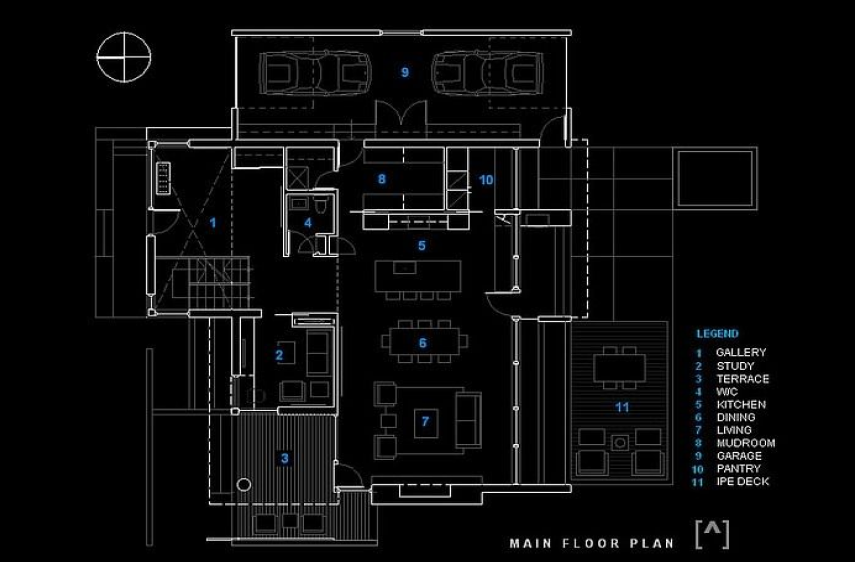 9
8
10
1
4
5
6
2
7
11
3
LEGEND
1 GALLERY
2 STUDY
3 TERRACE
4 W/C
5 KITCHEN
6 DINING
7 LIVING
8 MUDROOM
9 GARAGE
10 PANTRY
11 IPE DECK
MAIN FLOOR PLAN [^]